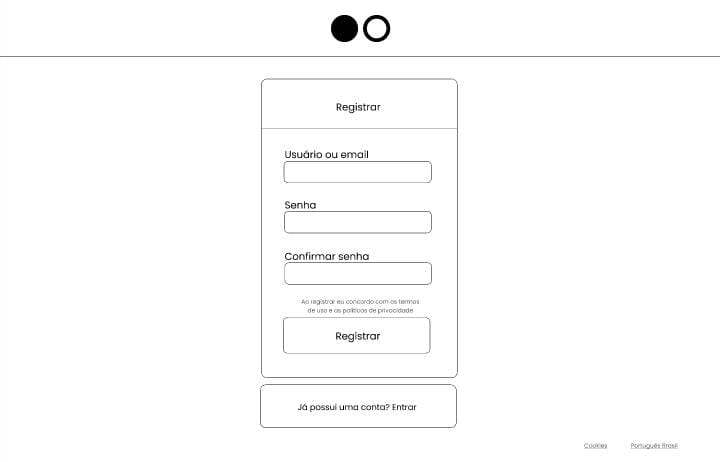 Registrar
Usuário ou email
Senha
Confirmar senha
Ao registrar eu concordo com os termos
de uso e as políticas de privacidade
Registrar
Já possui uma conta? Entrar
Cookies
Português Brasil